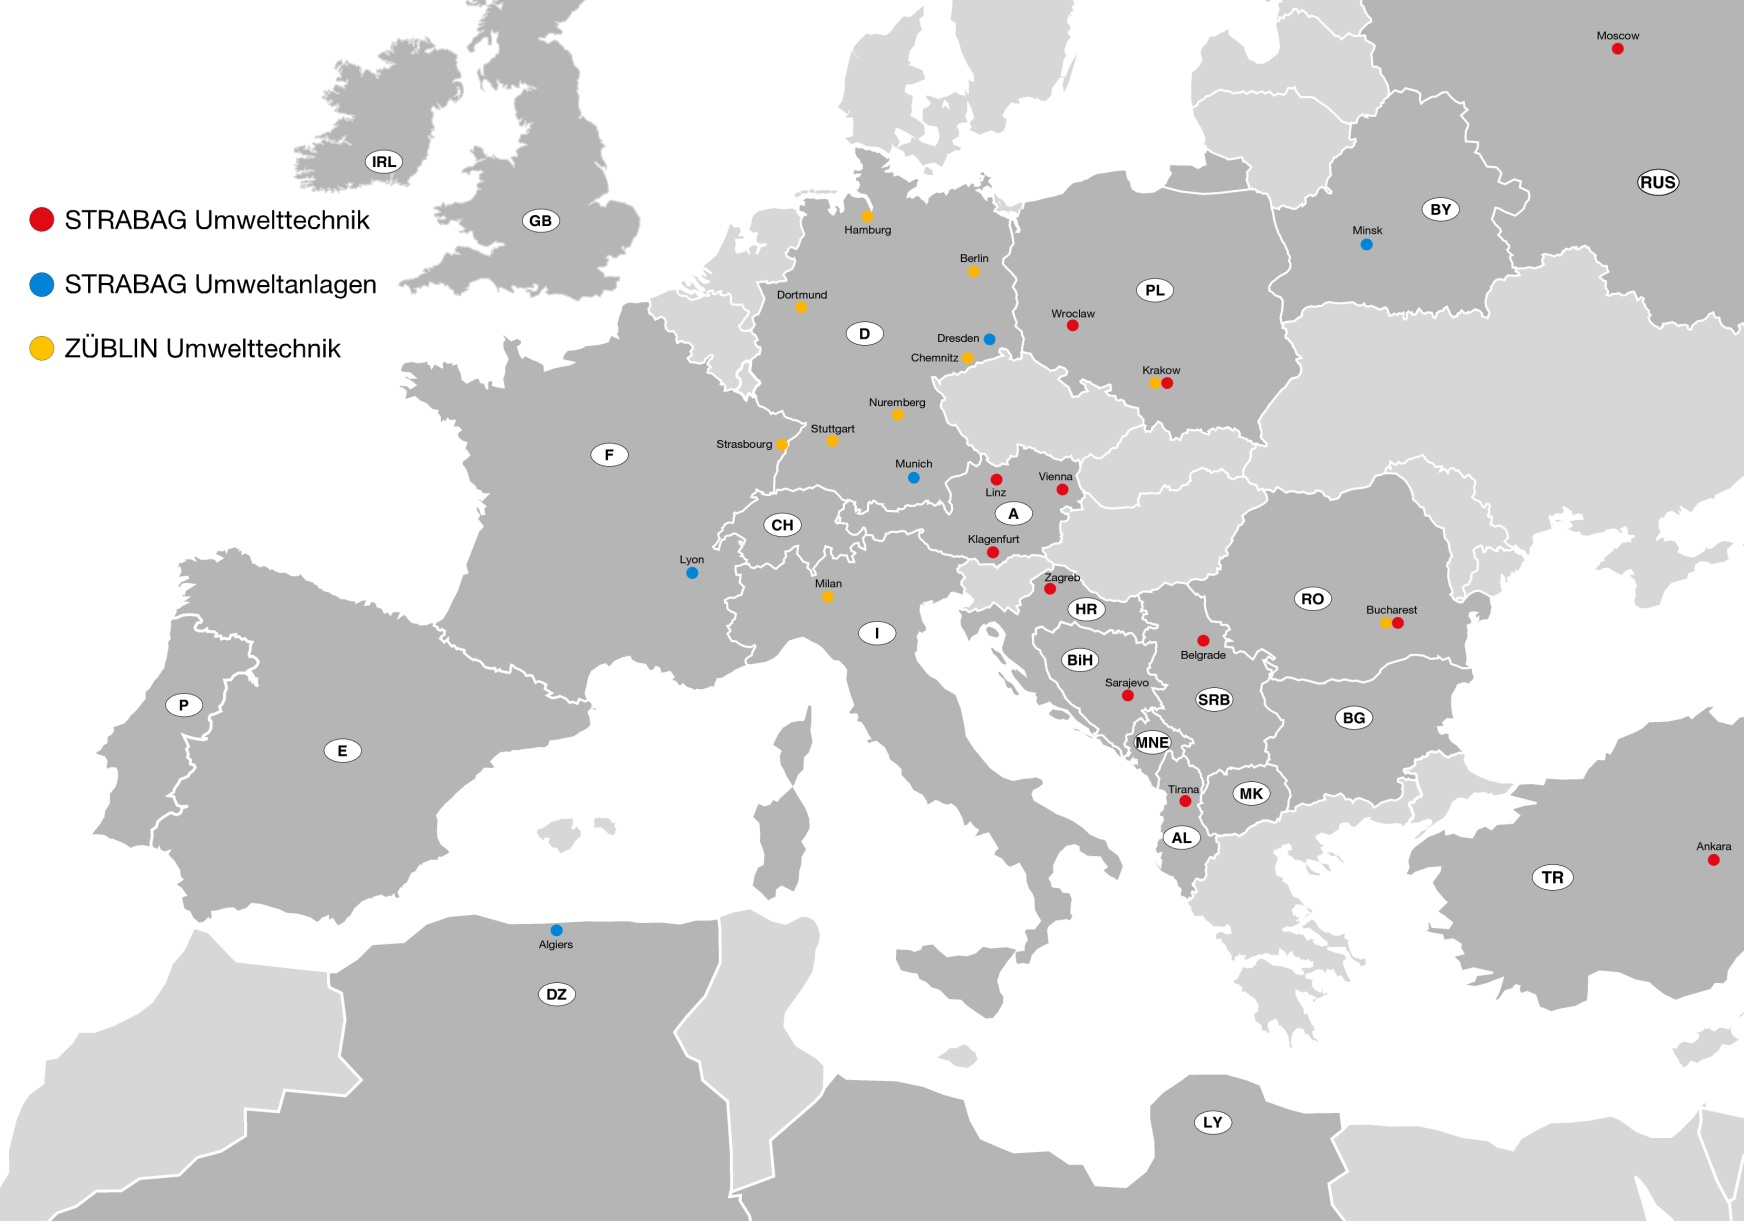 Moscow
IRL
RUS
STRABAG Umwelttechnik
GB
BY
Hamburg
Minsk
STRABAG Umweltanlagen
Berlin
PL
Dortmund
Wroclaw
ZÜBLIN Umwelttechnik
D
Dresden
Chemnitz
Krakow
Nuremberg
Stuttgart
Strasbourg
F
Munich
Linz
Vienna
A
CH
Klagenfurt
Lyon
Milan
Zagreb
HR
RO
Bucharest
I
BiH
Belgrade
Sarajevo
SRB
P
BG
E
MNE
Tirana
MK
AL
Ankara
TR
Algiers
DZ
LY